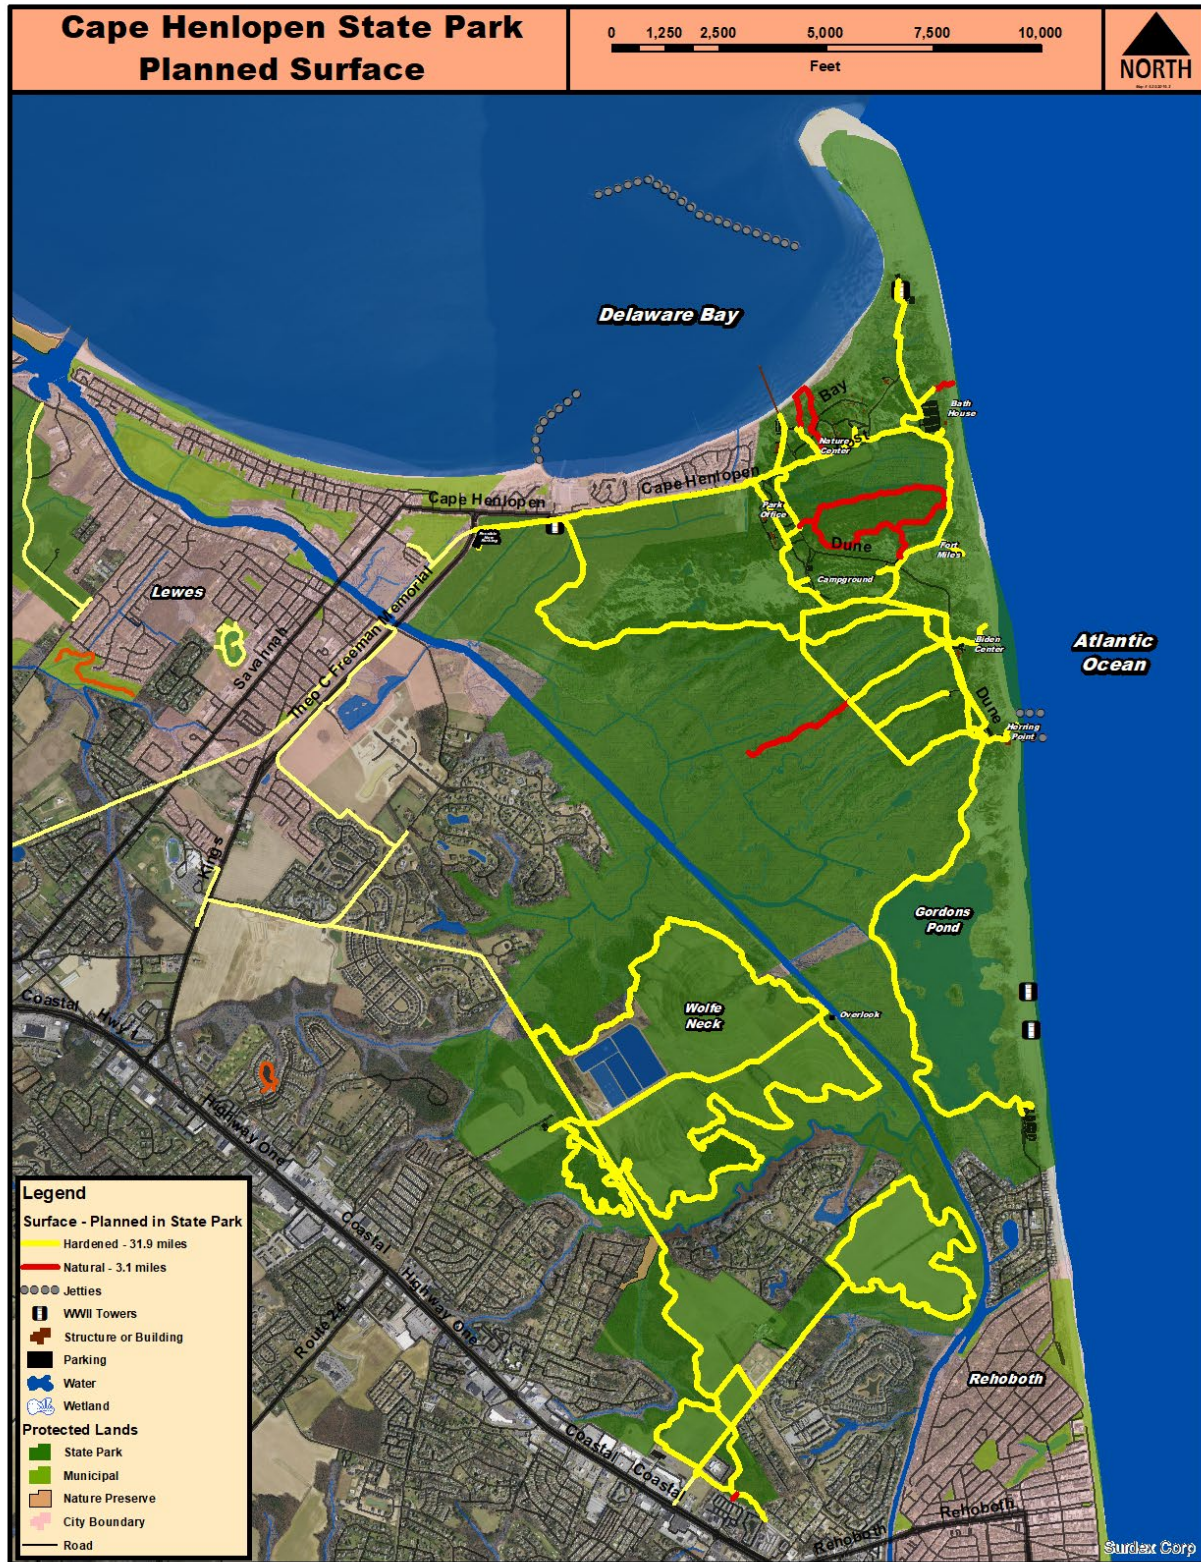 Cape Henlopen State Park
Planned Surface
0 1,250 2,500 5,000 7,500 10,000
Feet
NORTH
Delaware Bay
Bay
Bath
House
Nature
Center
Cape Henlopen
Cape Henlopen
Park
Office
Dune
Fort
Miles
Campground
Lewes
Savannah
Theo C Freeman Memorial
Biden
Center
Atlantic
Ocean
Dune
Herring
Point
Kings
Gordons
Pond
Wolfe
Neck
Overlook
Coastal
Hwy 1
Highway One
Coastal
Highway One
Route 24
Coastal
Coastal
Rehoboth
Rehoboth
Rehoboth
Legend
Surface - Planned in State Park
Hardened - 31.9 miles
Natural - 3.1 miles
Jetties
WWII Towers
Structure or Building
Parking
Water
Wetland
Protected Lands
State Park
Municipal
Nature Preserve
City Boundary
Road
Surdex Corp